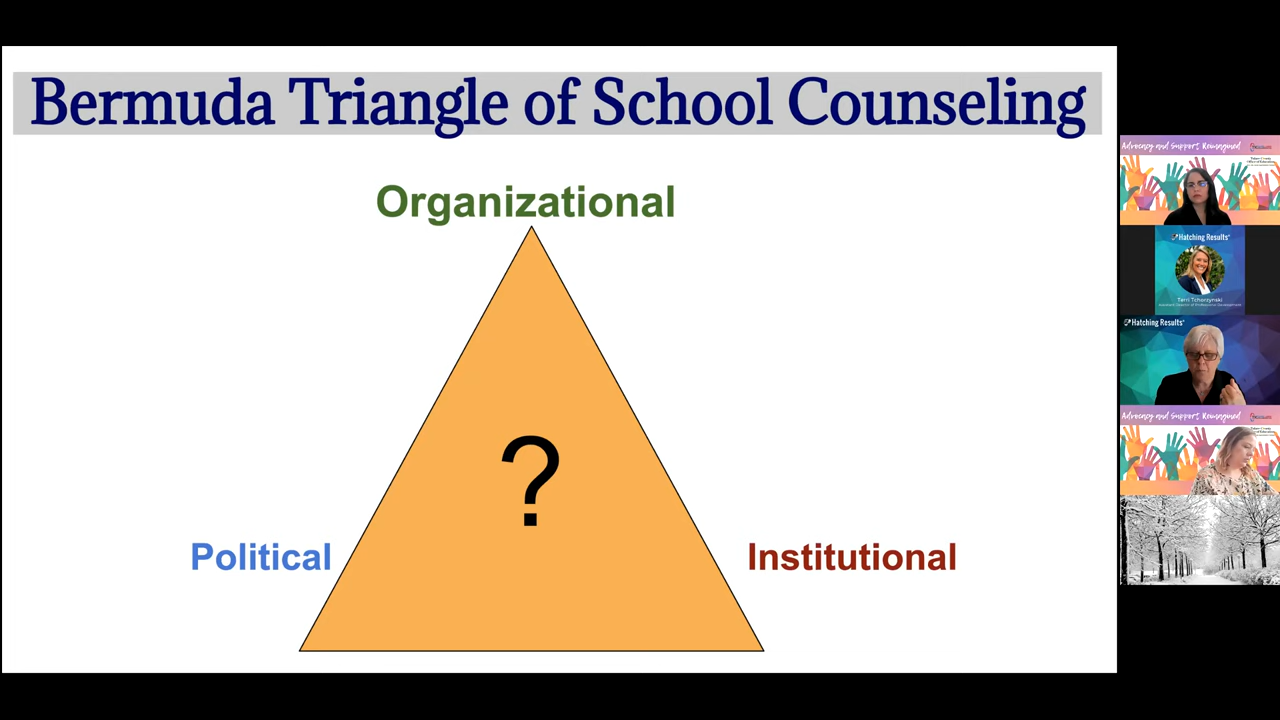 Bermuda Triangle of School Counseling
Organizational
?
Political
Institutional
Advocacy and Support Reimagined
Hatching Results
Terri Tchorzynski
Hatching Results
Advocacy and Support Reimagined